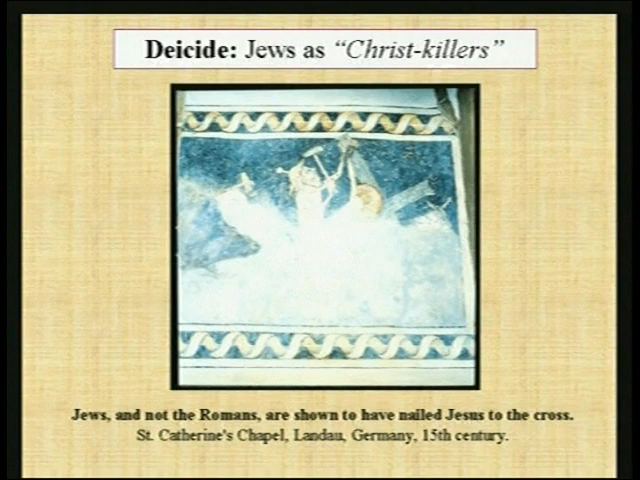 Deicide: Jews as “Christ-killers”
Jews, and not the Romans, are shown to have nailed Jesus to the cross.
St. Catherine's Chapel, Landau, Germany, 15th century.